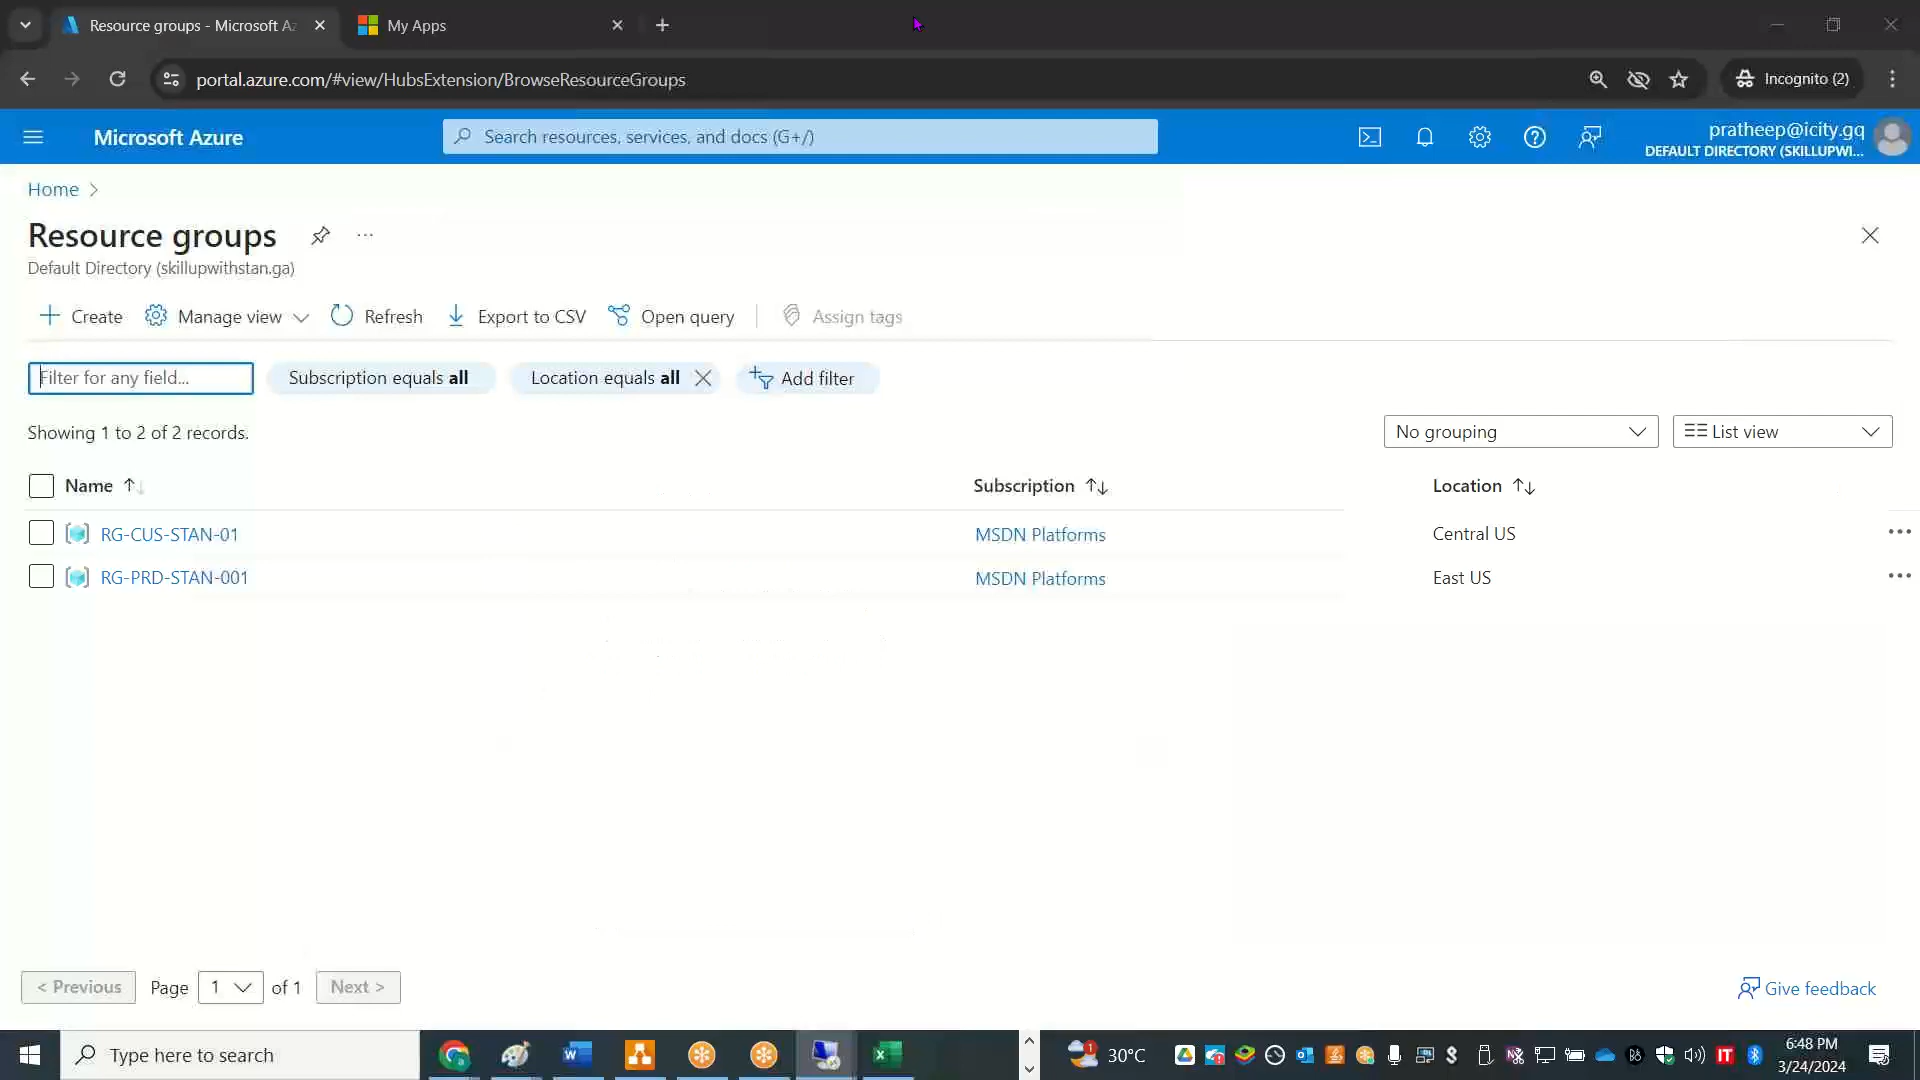 Resource groups - Microsoft Az
My Apps
portal.azure.com/#view/HubsExtension/BrowseResourceGroups
Incognito (2)
Microsoft Azure
Search resources, services, and docs (G+/)
pratheep@icity.gq
DEFAULT DIRECTORY (SKILLUPWI...
Home >
Resource groups
...
Default Directory (skillupwithstan.ga)
Create
Manage view
Refresh
Export to CSV
Open query
Assign tags
Filter for any field...
Subscription equals all
Location equals all
Add filter
Showing 1 to 2 of 2 records.
No grouping
List view
Name
Subscription
Location
RG-CUS-STAN-01
MSDN Platforms
Central US
RG-PRD-STAN-001
MSDN Platforms
East US
< Previous
Page
1
of 1
Next >
Give feedback
Type here to search
30°C
6:48 PM
3/24/2024